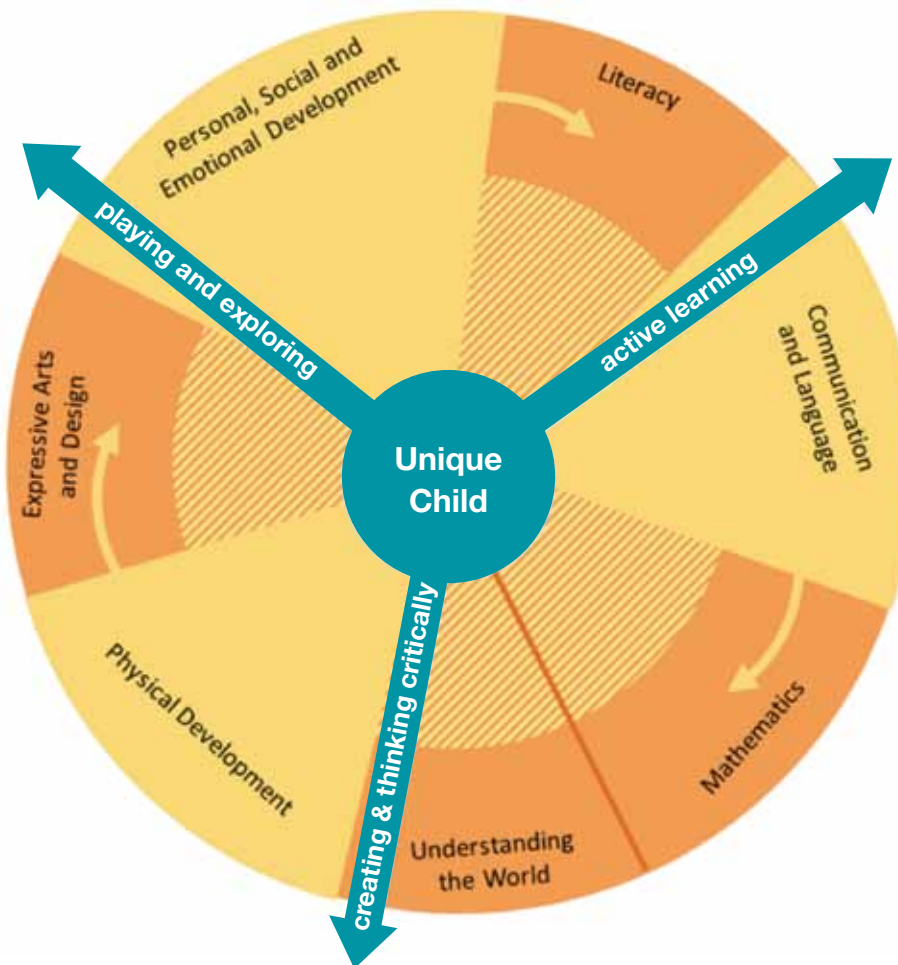 Personal, Social and
Emotional Development
Literacy
playing and exploring
active learning
Communication
and Language
Expressive Arts
and Design
Unique
Child
creating & thinking critically
Physical Development
Mathematics
Understanding
the World